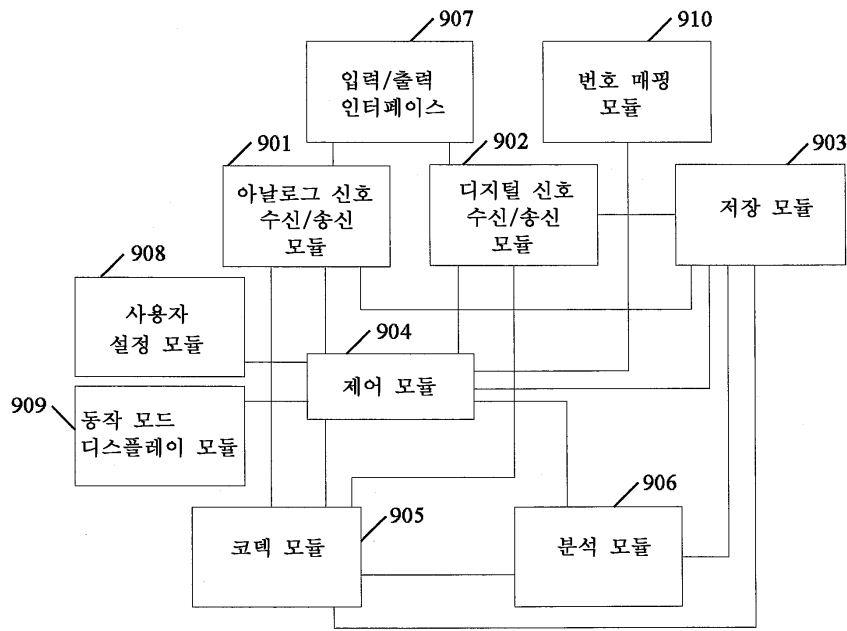 907
입력/출력
인터페이스
910
번호 매핑
모듈
901
아날로그 신호
수신/송신
모듈
902
디지털 신호
수신/송신
모듈
903
저장 모듈
908
사용자
설정 모듈
904
제어 모듈
909
동작 모드
디스플레이 모듈
코덱 모듈
905
906
분석 모듈